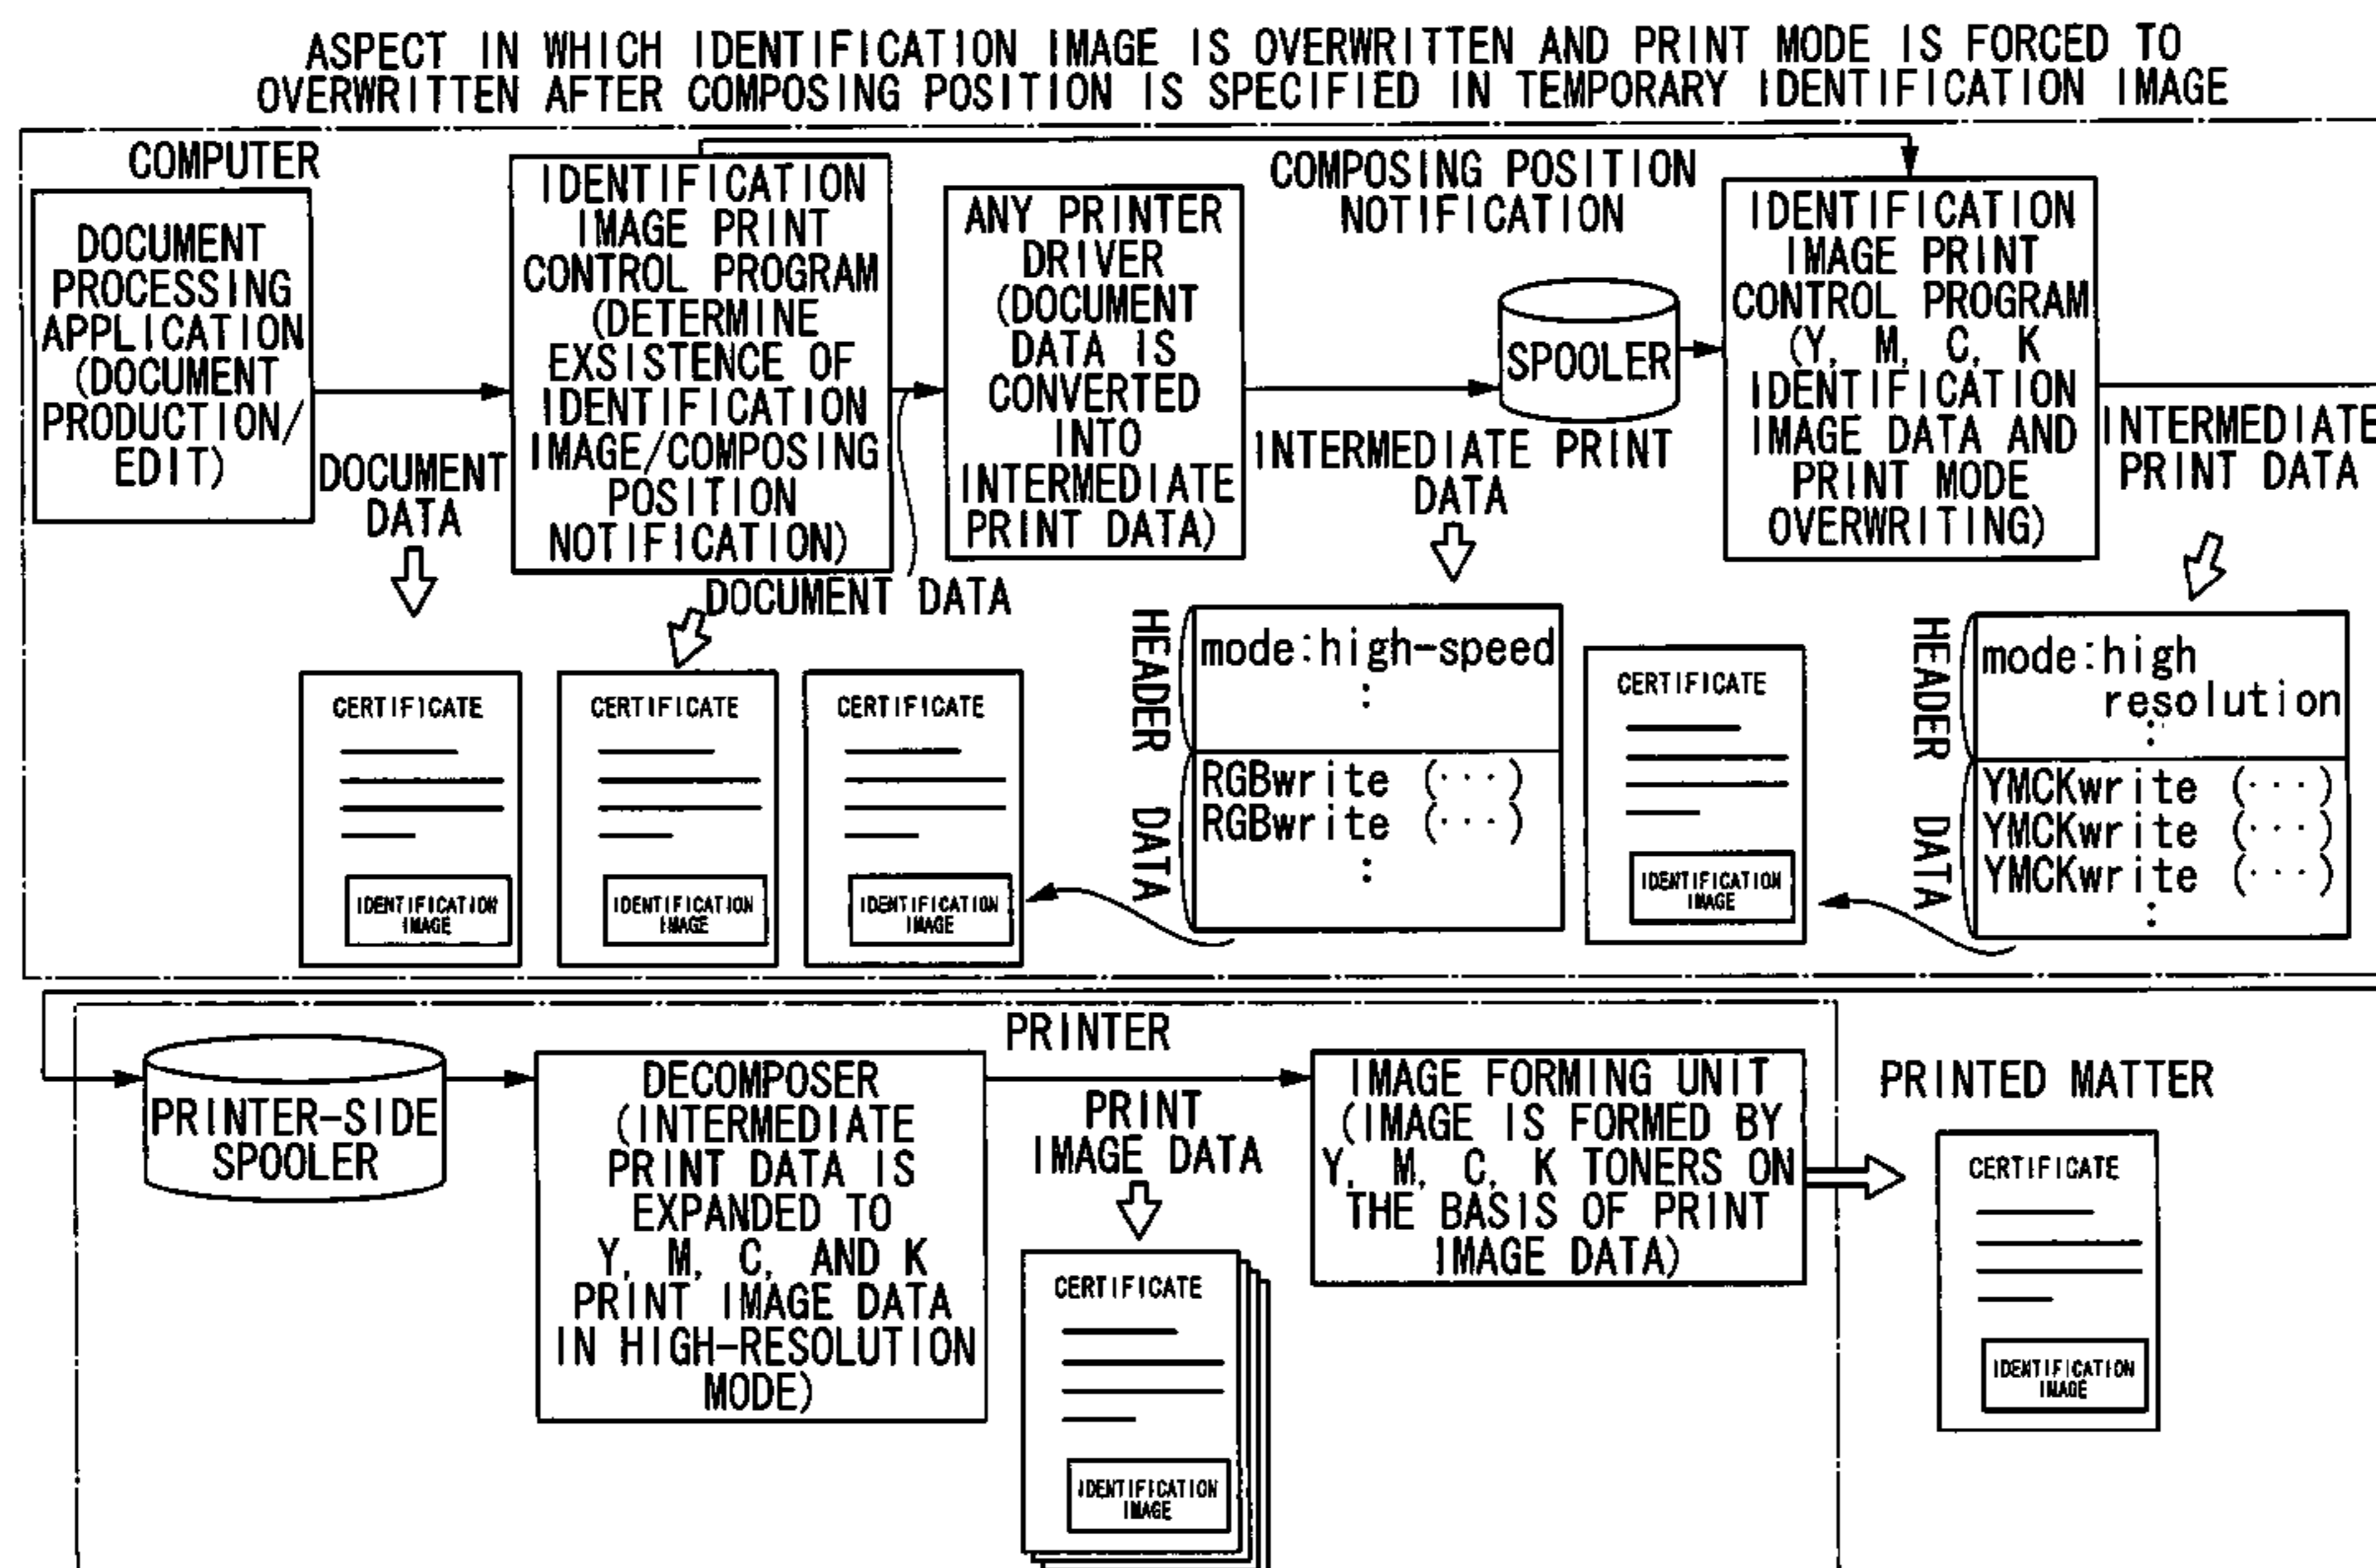 ASPECT IN WHICH IDENTIFICATION IMAGE IS OVERWRITTEN AND PRINT MODE IS FORCED TO
OVERWRITTEN AFTER COMPOSING POSITION IS SPECIFIED IN TEMPORARY IDENTIFICATION IMAGE
COMPUTER
DOCUMENT
PROCESSING
APPLICATION
(DOCUMENT
PRODUCTION/
EDIT)
DOCUMENT
DATA
IDENTIFICATION
IMAGE PRINT
CONTROL PROGRAM
(DETERMINE
EXSISTENCE OF
IDENTIFICATION
IMAGE/COMPOSING
POSITION
NOTIFICATION)
DOCUMENT DATA
ANY PRINTER
DRIVER
(DOCUMENT
DATA IS
CONVERTED
INTO
INTERMEDIATE
PRINT DATA)
COMPOSING POSITION
NOTIFICATION
SPOOLER
INTERMEDIATE PRINT
DATA
IDENTIFICATION
IMAGE PRINT
CONTROL PROGRAM
(Y, M, C, K
IDENTIFICATION
IMAGE DATA AND
PRINT MODE
OVERWRITING)
INTERMEDIATE
PRINT DATA
CERTIFICATE
IDENTIFICATION
IMAGE
CERTIFICATE
IDENTIFICATION
IMAGE
CERTIFICATE
IDENTIFICATION
IMAGE
HEADER
mode:high-speed
:
DATA
RGBwrite (···)
RGBwrite (···)
:
CERTIFICATE
IDENTIFICATION
IMAGE
HEADER
mode:high
resolution
:
DATA
YMCKwrite (···)
YMCKwrite (···)
YMCKwrite (···)
:
PRINTER
PRINTER-SIDE
SPOOLER
DECOMPOSER
(INTERMEDIATE
PRINT DATA IS
EXPANDED TO
Y, M, C, AND K
PRINT IMAGE DATA
IN HIGH-RESOLUTION
MODE)
PRINT
IMAGE DATA
CERTIFICATE
IDENTIFICATION
IMAGE
IMAGE FORMING UNIT
(IMAGE IS FORMED BY
Y, M, C, K TONERS ON
THE BASIS OF PRINT
IMAGE DATA)
PRINTED MATTER
CERTIFICATE
IDENTIFICATION
IMAGE